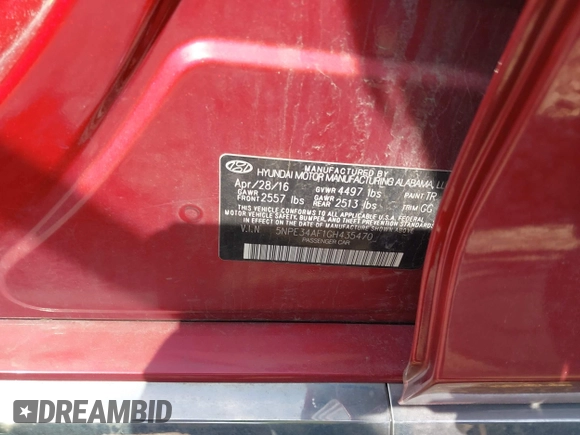 MANUFACTURED BY
HYUNDAI MOTOR MANUFACTURING ALABAMA, LL
Apr/28/16 GVWR 4497 lbs PAINT TR
GAWR FRONT 2557 lbs GAWR REAR 2513 lbs TRIM GG
THIS VEHICLE CONFORMS TO ALL APPLICABLE U.S.A. FEDERAL
MOTOR VEHICLE SAFETY, BUMPER, AND THEFT PREVENTION
STANDARDS IN EFFECT ON THE DATE OF MANUFACTURE SHOWN
V.I.N 5NPE34AF1GH435470
PASSENGER CAR
DREAMBID